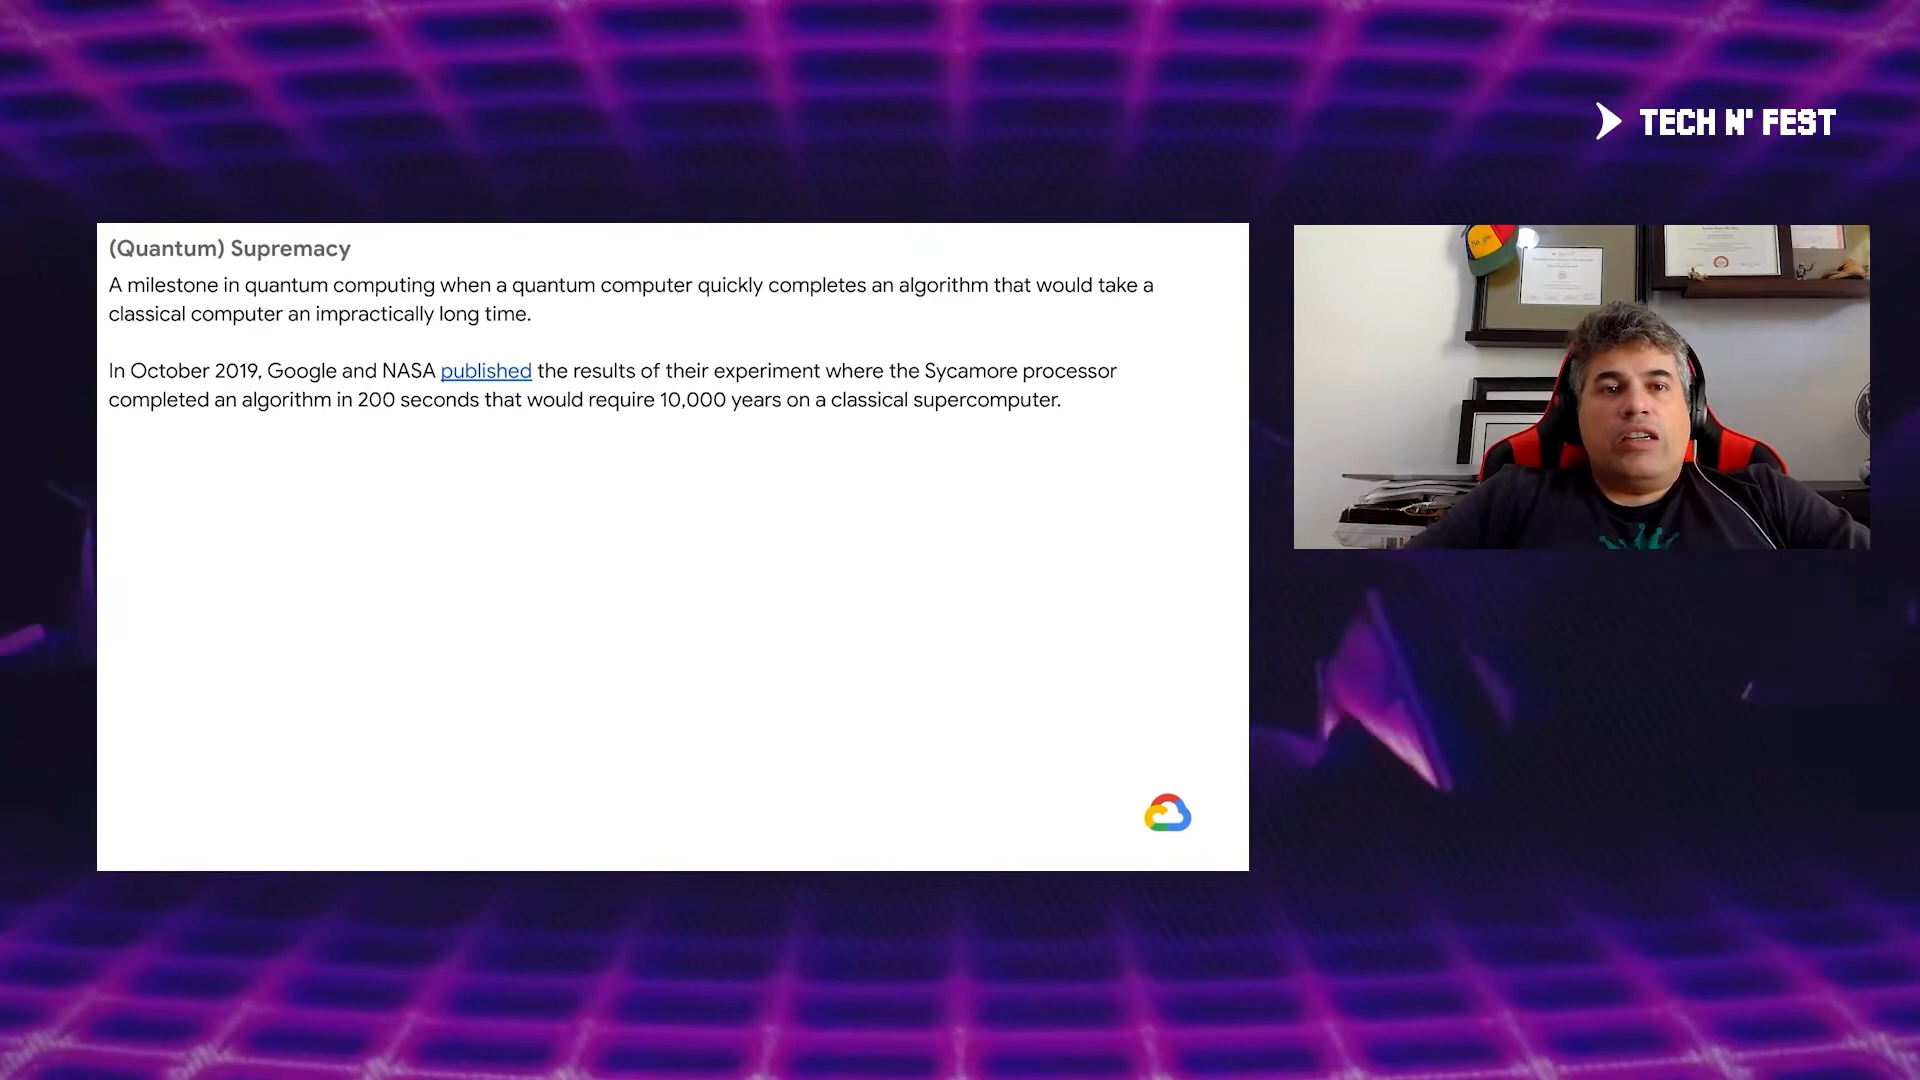 TECH N' FEST
(Quantum) Supremacy
A milestone in quantum computing when a quantum computer quickly completes an algorithm that would take a
classical computer an impractically long time.
In October 2019, Google and NASA published the results of their experiment where the Sycamore processor
completed an algorithm in 200 seconds that would require 10,000 years on a classical supercomputer.